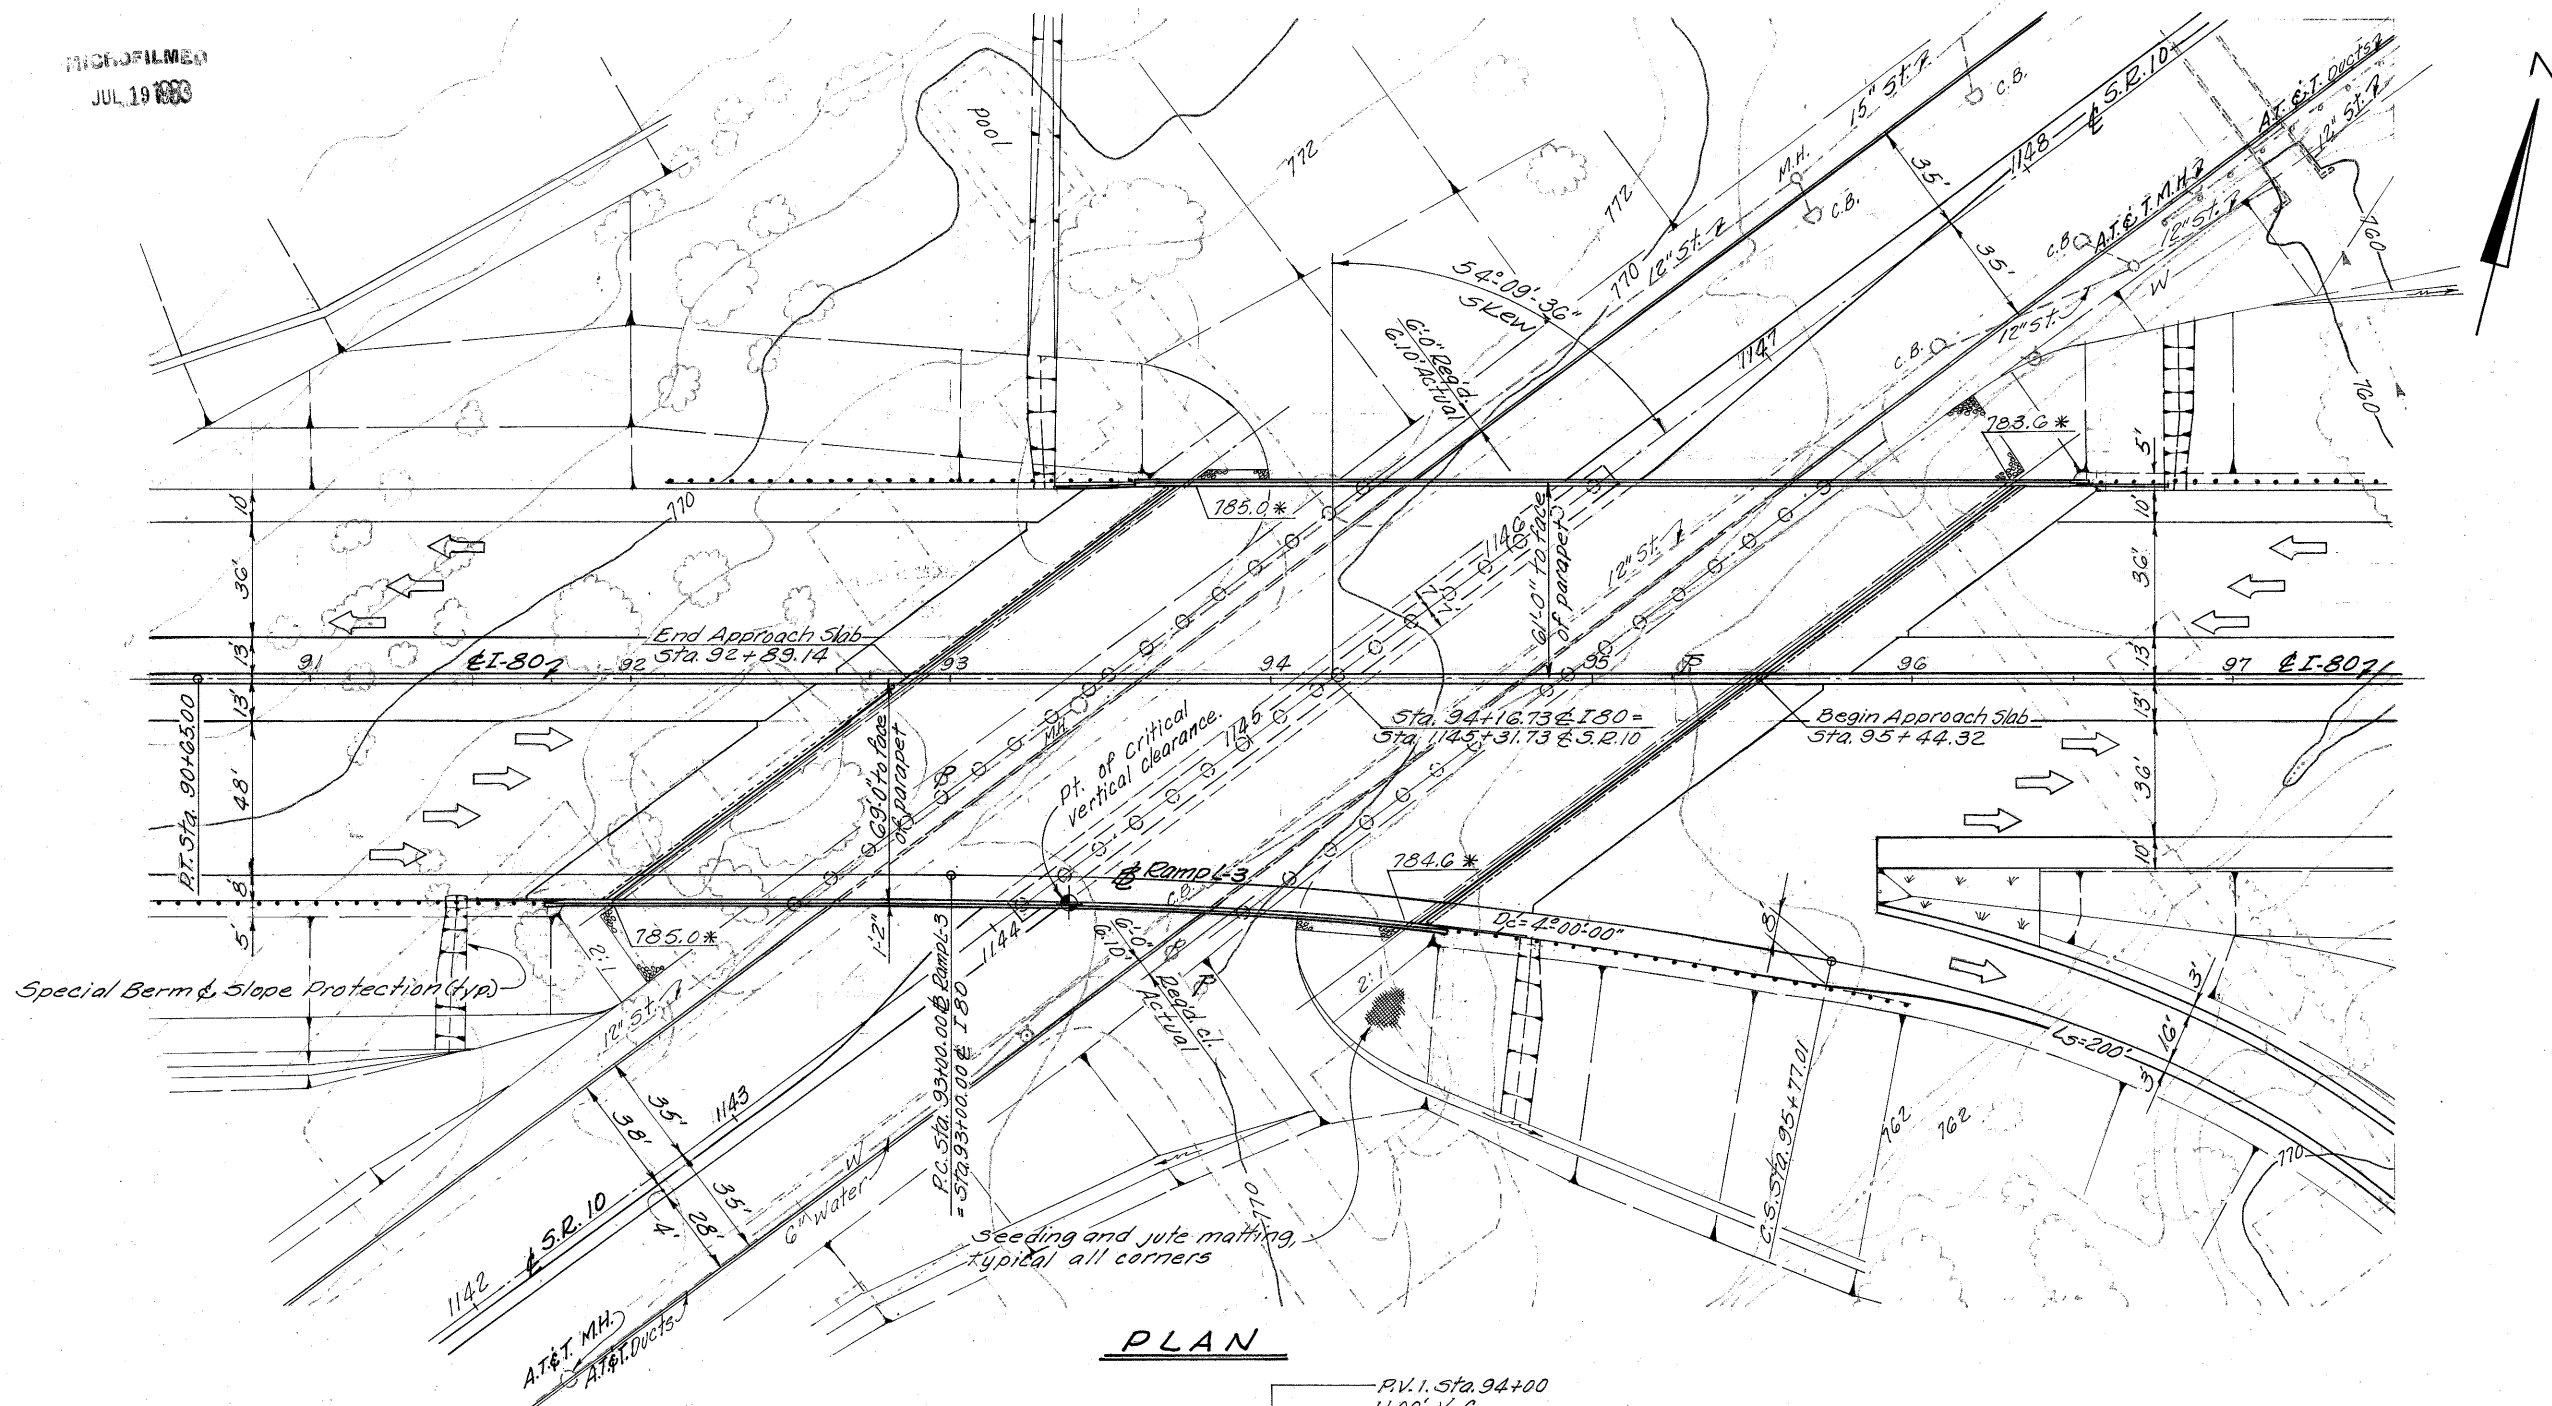 MICROFILMED
JUL 19 1983
pool
772
15" St.
C.B.
M.H.
C.B.
772
770
12" St.
35'
35'
1148
℄ S.R. 10
A.T.&T. Ducts
12" St.
A.T.&T. M.H.
12" St.
C.B.
W
760
760
54°-09'-36"
Skew
6'-0" Req'd.
6.10' Actual
1147
C.B.
12" St.
783.6*
5'
10'
770
785.0*
10'
36'
1146
61'-0" to face
of parapet
12" St.
36'
End Approach Slab
Sta. 92+89.14
13'
91
℄ I-80
92
93
94
95
96
97
℄ I-80
13'
13'
13'
P.T. Sta. 90+65.00
48'
69'-0" to face
of parapet
MH
Pt. of Critical
vertical clearance.
1145
Sta. 94+16.73 ℄ I 80 =
Sta. 1145+31.73 ℄ S.R. 10
Begin Approach Slab
Sta. 95+44.32
36'
10'
8'
5'
Ramp L-3
784.6*
785.0*
2:1
1'-2"
1144
6'-0" Req'd. cl.
6.10' Actual
Dc = 4°00'00"
8'
2:1
Special Berm & Slope Protection (typ.)
12" St.
P.C. Sta. 93+00.00 ℄ Ramp L-3
= Sta. 93+00.00 ℄ I 80
Ls=200'
3'
16'
3'
35'
38'
1143
35'
28'
4'
W
6" Water
C.S. Sta. 95+77.01
762
762
770
770
℄ S.R. 10
1142
Seeding and jute matting,
typical all corners
A.T.&T. M.H.
A.T.&T. Ducts
PLAN
P.V.I. Sta. 94+00